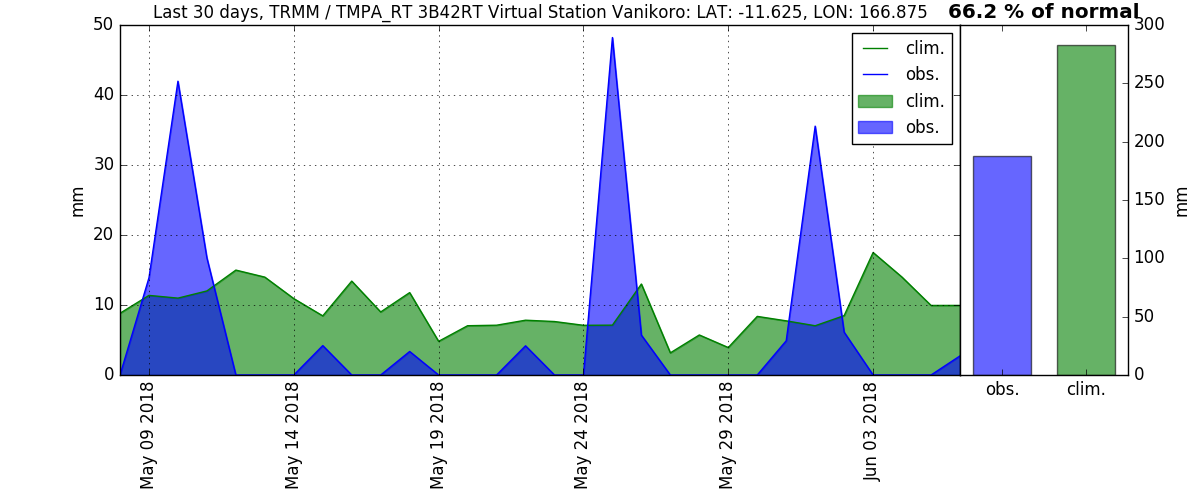 Last 30 days, TRMM / TMPA_RT 3B42RT Virtual Station Vanikoro: LAT: -11.625, LON: 166.875
66.2 % of normal
50
40
30
20
10
0
mm
clim.
obs.
clim.
obs.
May 09 2018
May 14 2018
May 19 2018
May 24 2018
May 29 2018
Jun 03 2018
300
250
200
150
100
50
0
mm
obs.
clim.